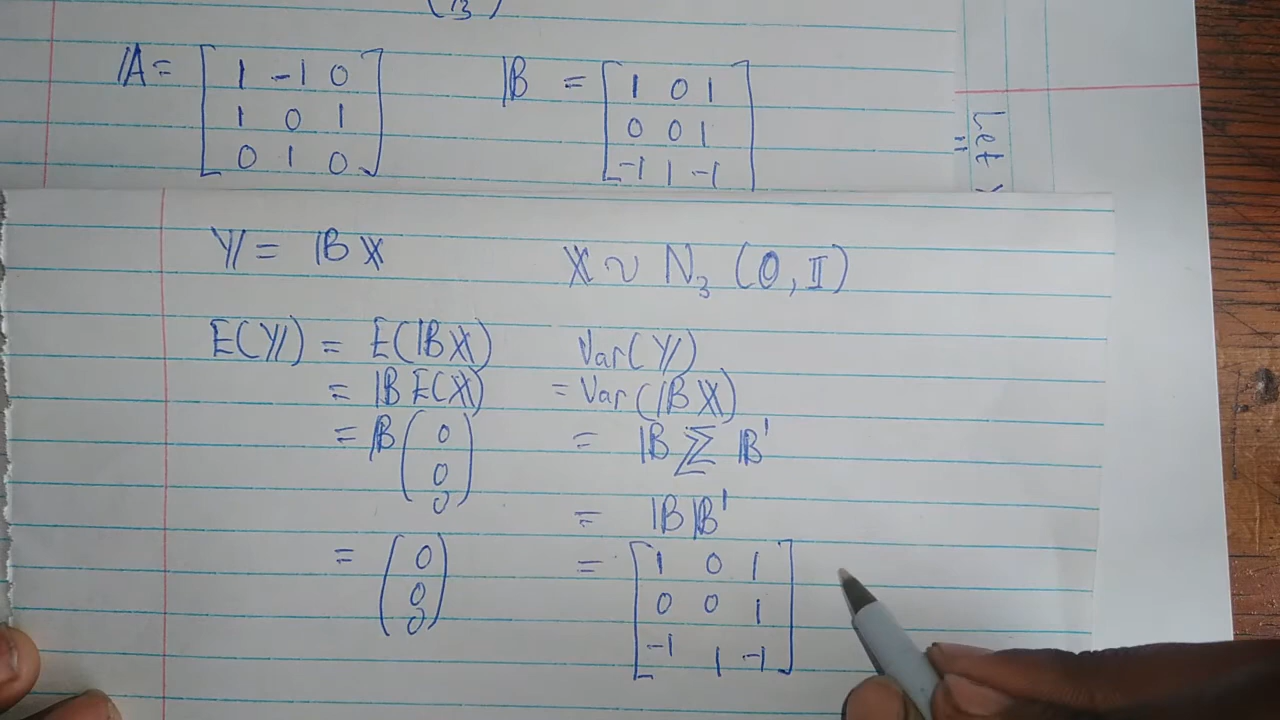 (13)
A = [ 1 -1 0
1 0 1
0 1 0 ]
B = [ 1 0 1
0 0 1
-1 1 -1 ]
Let
Y = BX
X ~ N₃ (0, I)
E(Y) = E(BX)
= B E(X)
= B ( 0
0
0 )
= ( 0
0
0 )
Var(Y)
= Var(BX)
= B Σ B'
= BB'
= [ 1 0 1
0 0 1
-1 1 -1 ]